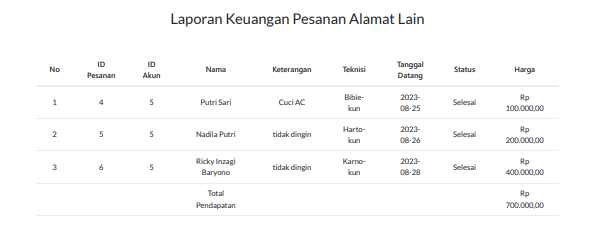 Laporan Keuangan Pesanan Alamat Lain
No ID Pesanan ID Akun Nama Keterangan Teknisi Tanggal Datang Status Harga
1 4 5 Putri Sari Cuci AC Bibie-kun 2023-08-25 Selesai Rp 100.000,00
2 5 5 Nadila Putri tidak dingin Harto-kun 2023-08-26 Selesai Rp 200.000,00
3 6 5 Ricky Inzagi Baryono tidak dingin Karno-kun 2023-08-28 Selesai Rp 400.000,00
Total Pendapatan Rp 700.000,00